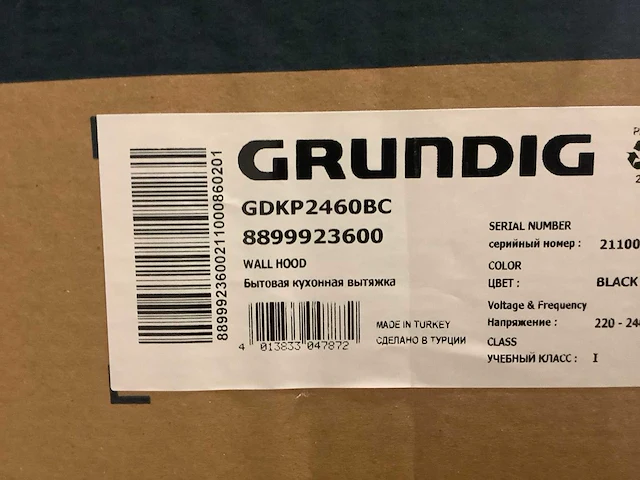 GRUNDIG
GDKP2460BC
8899923600
WALL HOOD
Бытовая кухонная вытяжка
4 013833 047872
MADE IN TURKEY
СДЕЛАНО В ТУРЦИИ
8899923600211000860201
SERIAL NUMBER
серийный номер : 21100
COLOR
ЦВЕТ : BLACK
Voltage & Frequency
Напряжение : 220 - 24
CLASS
УЧЕБНЫЙ КЛАСС : I